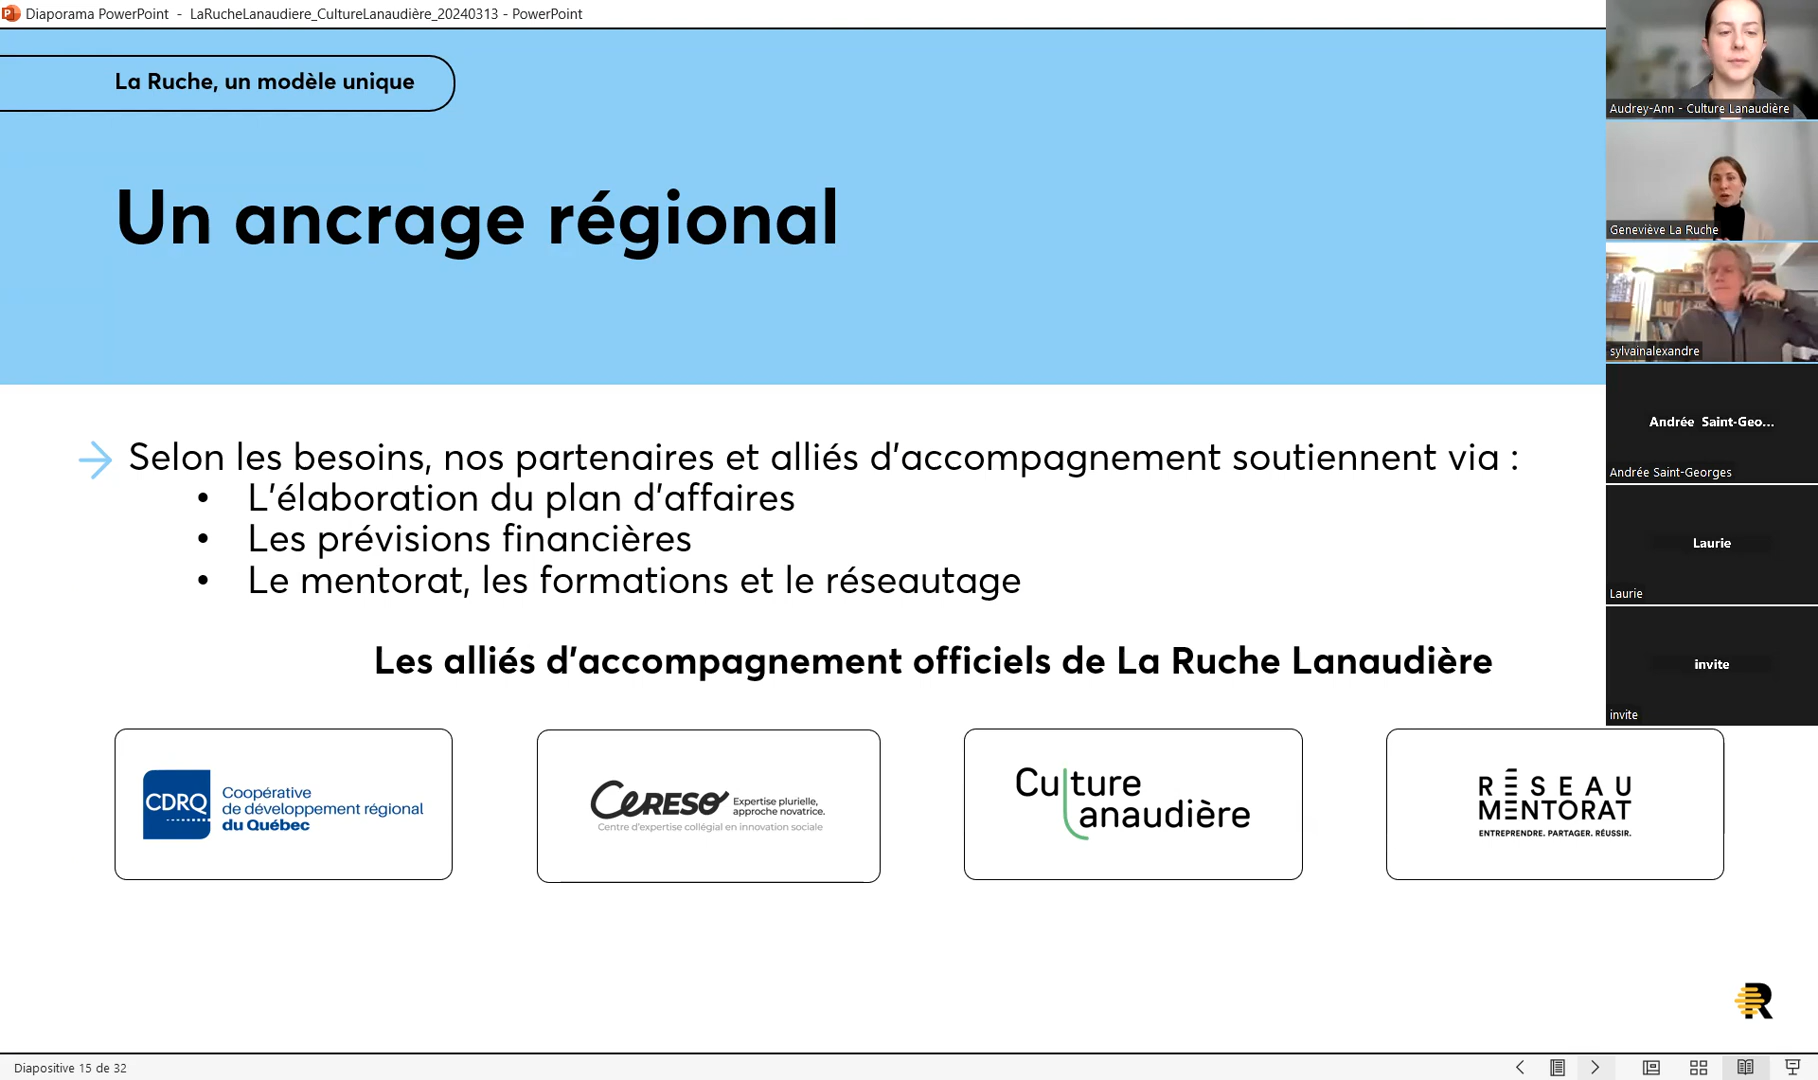 Diaporama PowerPoint - LaRucheLanaudiere_CultureLanaudière_20240313 - PowerPoint
La Ruche, un modèle unique
Un ancrage régional
Selon les besoins, nos partenaires et alliés d'accompagnement soutiennent via :
• L'élaboration du plan d'affaires
• Les prévisions financières
• Le mentorat, les formations et le réseautage
Les alliés d'accompagnement officiels de La Ruche Lanaudière
CDRQ
Coopérative
de développement régional
du Québec
CERESO
Expertise plurielle,
approche novatrice.
Centre d'expertise collégial en innovation sociale
Culture
Lanaudière
RÉSEAU
MENTORAT
ENTREPRENDRE. PARTAGER. RÉUSSIR.
R
Audrey-Ann - Culture Lanaudière
Geneviève La Ruche
sylvainalexandre
Andrée Saint-Geo...
Andrée Saint-Georges
Laurie
Laurie
invite
invite
Diapositive 15 de 32